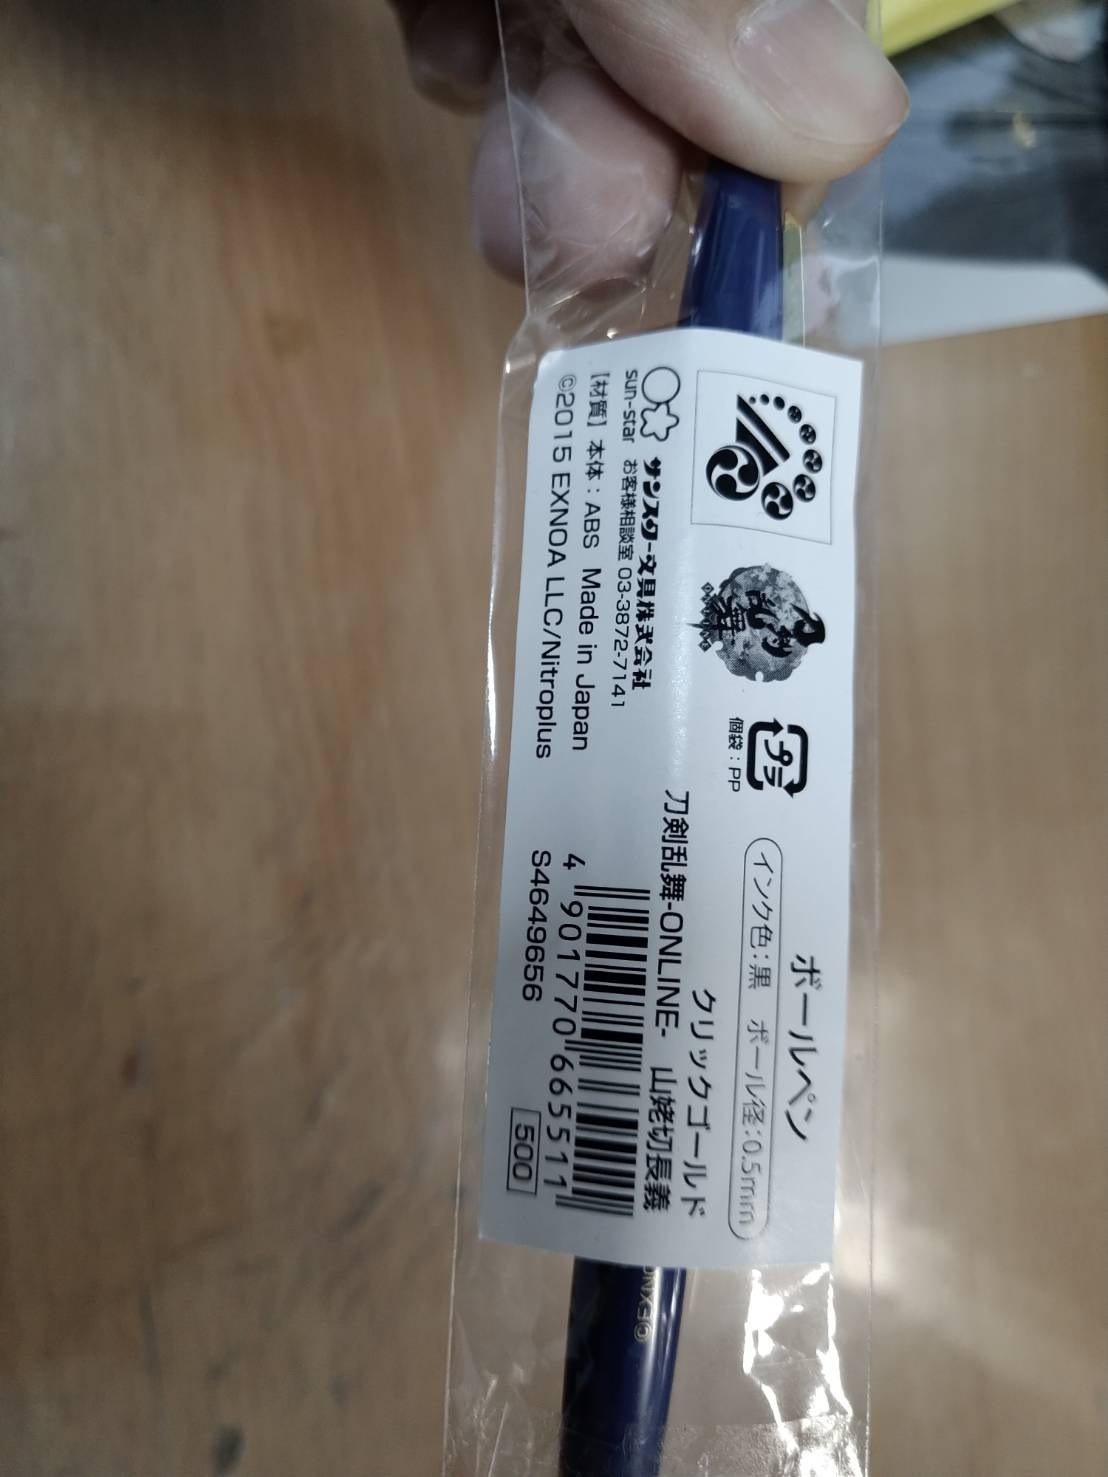 ボールペン
インク色:黒 ボール径:0.5mm
クリックゴールド
刀剣乱舞-ONLINE- 山姥切長義
4 901770 665511
S4649656
500
刀剣乱舞
プラ
個袋:PP
sun-star
サンスター文具株式会社
お客様相談室 03-3872-7141
【材質】本体:ABS Made in Japan
©2015 EXNOA LLC/Nitroplus